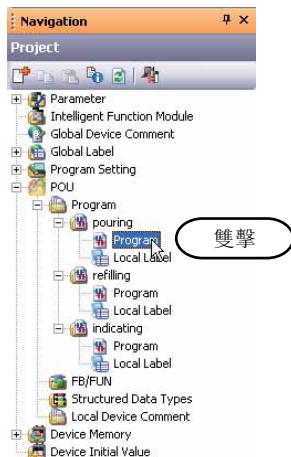 Navigation
Project
Parameter
Intelligent Function Module
Global Device Comment
Global Label
Program Setting
POU
Program
pouring
Program
雙擊
Local Label
refilling
Program
Local Label
indicating
Program
Local Label
FB/FUN
Structured Data Types
Local Device Comment
Device Memory
Device Initial Value